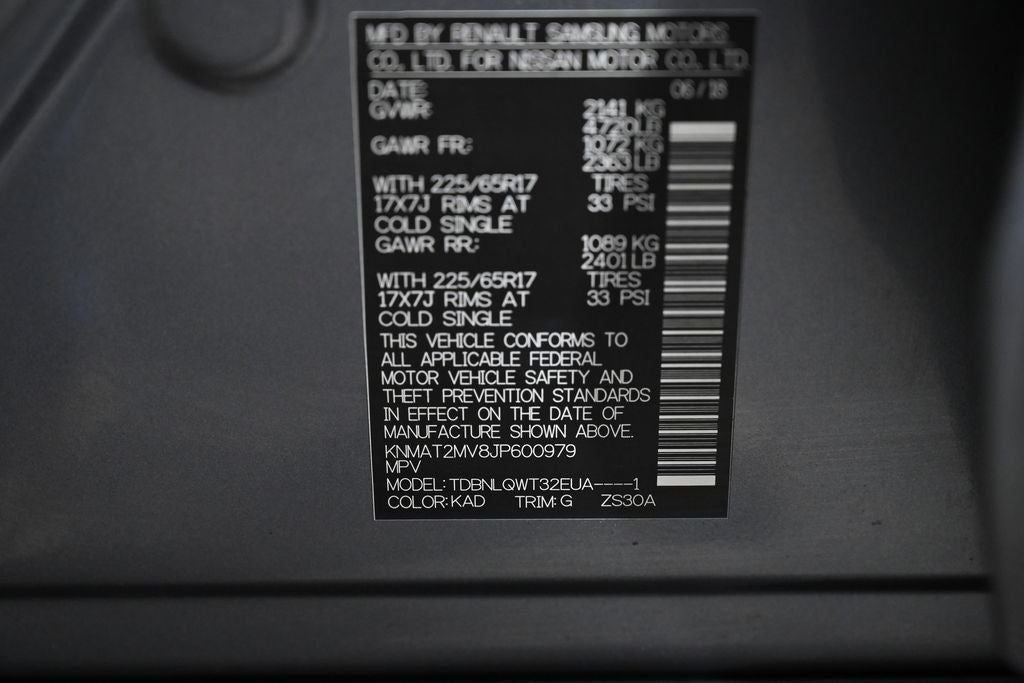 MFD BY RENAULT SAMSUNG MOTORS
CO., LTD. FOR NISSAN MOTOR CO., LTD.
DATE: 06 / 18
GVWR: 2141 KG
4720LB
GAWR FR: 1072 KG
2363 LB
WITH 225/65R17 TIRES
17X7J RIMS AT 33 PSI
COLD SINGLE
GAWR RR: 1089 KG
2401 LB
WITH 225/65R17 TIRES
17X7J RIMS AT 33 PSI
COLD SINGLE
THIS VEHICLE CONFORMS TO
ALL APPLICABLE FEDERAL
MOTOR VEHICLE SAFETY AND
THEFT PREVENTION STANDARDS
IN EFFECT ON THE DATE OF
MANUFACTURE SHOWN ABOVE.
KNMAT2MV8JP600979
MPV
MODEL: TDBNLQWT32EUA----1
COLOR: KAD TRIM: G ZS30A